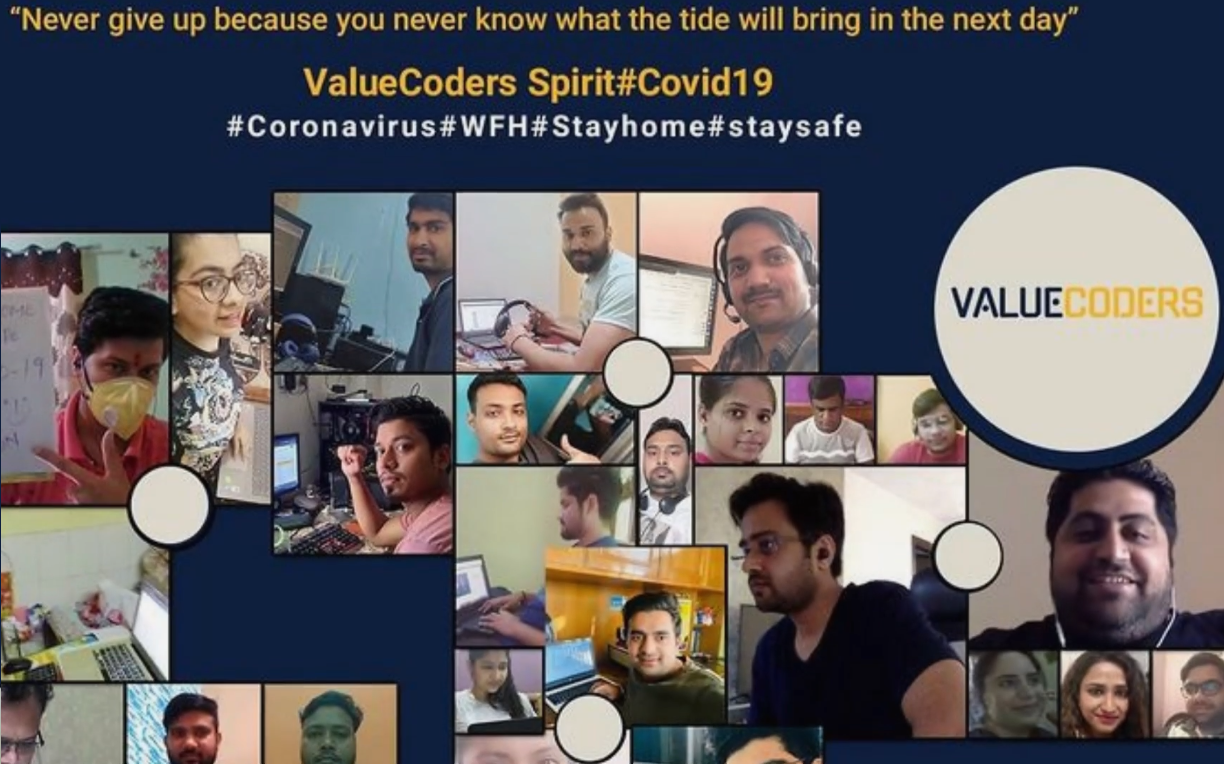 “Never give up because you never know what the tide will bring in the next day”
ValueCoders Spirit#Covid19
#Coronavirus#WFH#Stayhome#staysafe
VALUECODERS